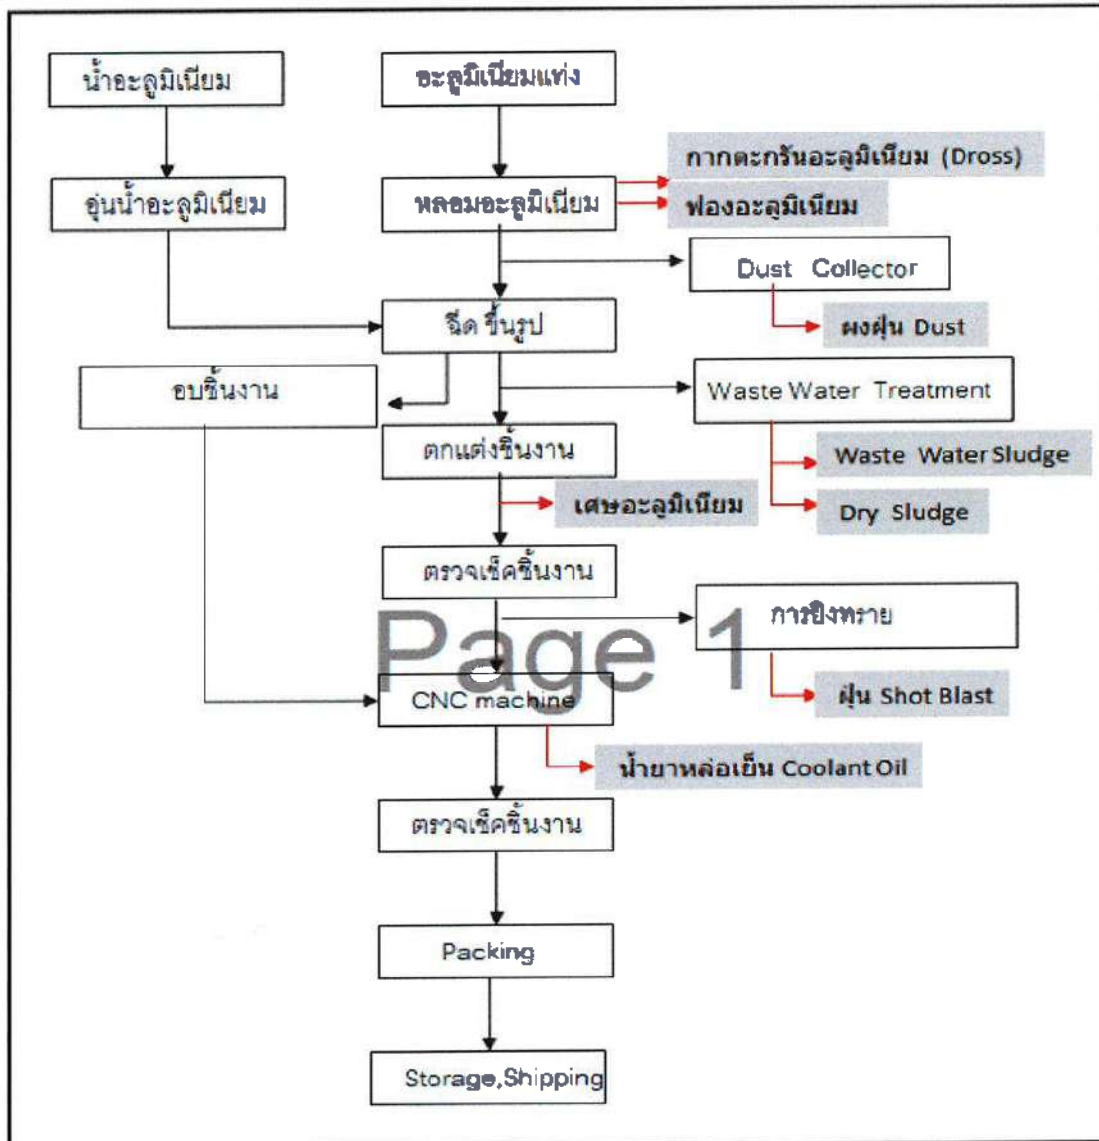 น้ำอะลูมิเนียม
อะลูมิเนียมแท่ง
กากตะกรันอะลูมิเนียม (Dross)
อุ่นน้ำอะลูมิเนียม
หลอมอะลูมิเนียม
ฟองอะลูมิเนียม
Dust Collector
ฉีด ขึ้นรูป
ผงฝุ่น Dust
อบชิ้นงาน
Waste Water Treatment
ตกแต่งชิ้นงาน
Waste Water Sludge
เศษอะลูมิเนียม
Dry Sludge
ตรวจเช็คชิ้นงาน
การยิงทราย
Page 1
CNC machine
ฝุ่น Shot Blast
น้ำยาหล่อเย็น Coolant Oil
ตรวจเช็คชิ้นงาน
Packing
Storage,Shipping